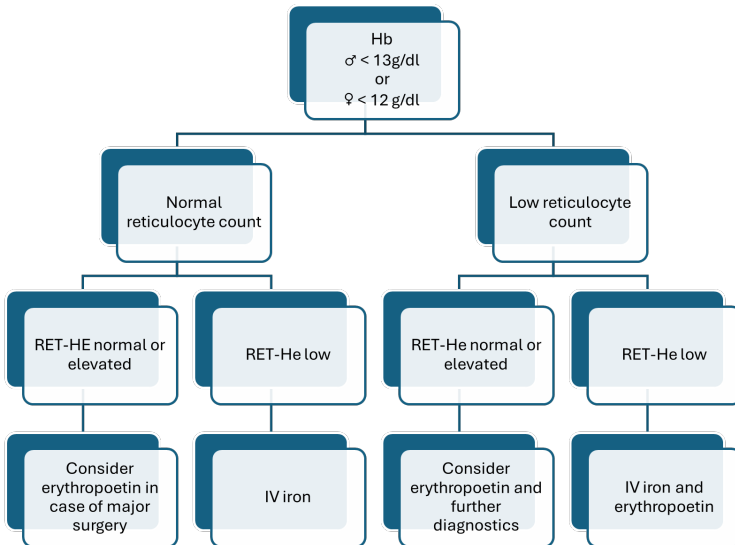 Hb
♂ < 13g/dl
or
♀ < 12 g/dl
Normal
reticulocyte count
Low reticulocyte
count
RET-HE normal or
elevated
RET-He low
RET-He normal or
elevated
RET-He low
Consider
erythropoetin in
case of major
surgery
IV iron
Consider
erythropoetin and
further
diagnostics
IV iron and
erythropoetin